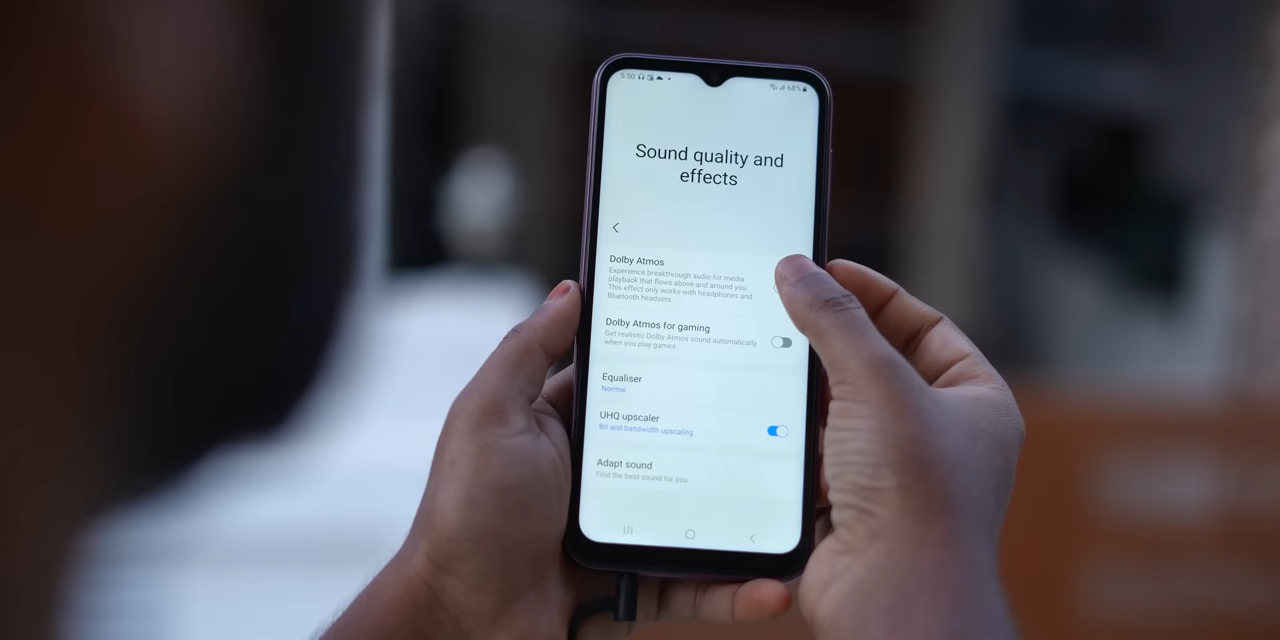 5:50
68%
Sound quality and
effects
Dolby Atmos
Experience breakthrough audio for media
playback that flows above and around you.
This effect only works with headphones and
Bluetooth headsets.
Dolby Atmos for gaming
Get realistic Dolby Atmos sound automatically
when you play games.
Equaliser
Normal
UHQ upscaler
Bit and bandwidth upscaling
Adapt sound
Find the best sound for you.